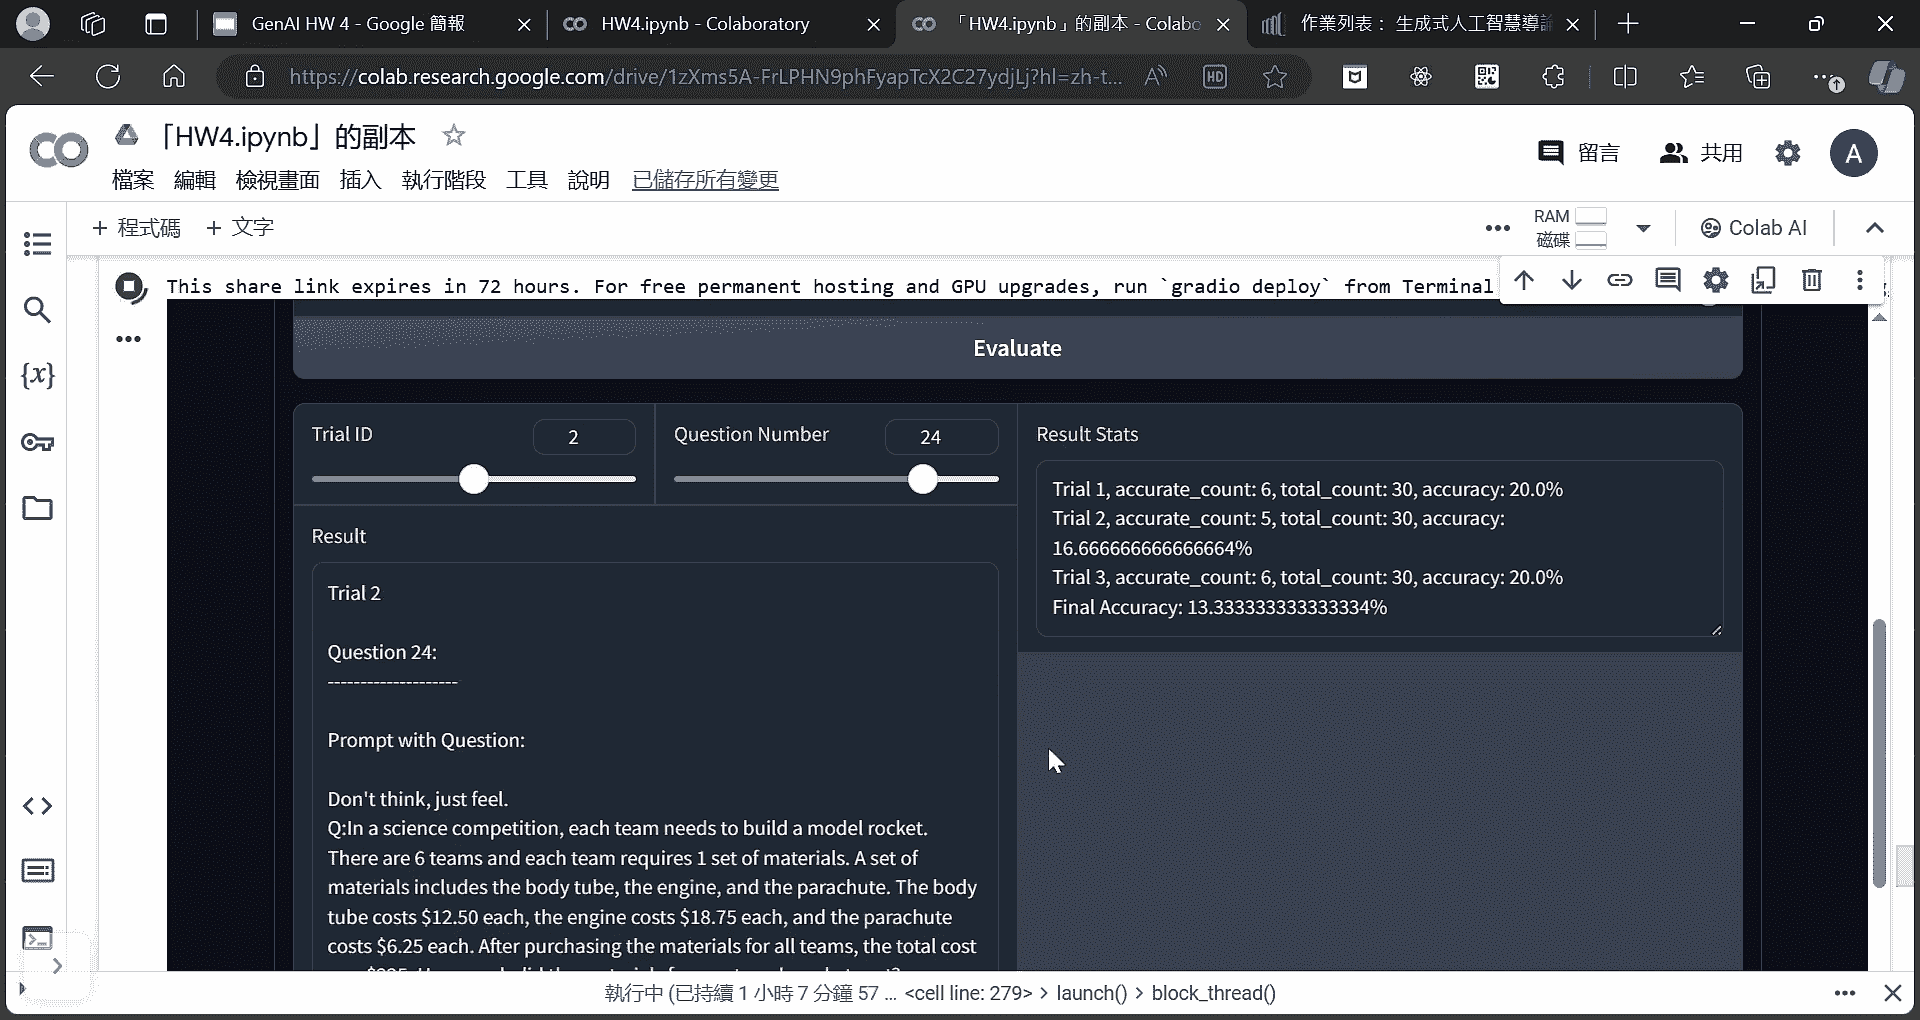 GenAI HW 4 - Google 簡報
HW4.ipynb - Colaboratory
「HW4.ipynb」的副本 - Colabo
作業列表： 生成式人工智慧導論
https://colab.research.google.com/drive/1zXms5A-FrLPHN9phFyapTcX2C27ydjLj?hl=zh-t...
「HW4.ipynb」的副本
留言
共用
A
檔案 編輯 檢視畫面 插入 執行階段 工具 說明 已儲存所有變更
+ 程式碼 + 文字
RAM
磁碟
Colab AI
This share link expires in 72 hours. For free permanent hosting and GPU upgrades, run `gradio deploy` from Terminal
Evaluate
Trial ID
2
Question Number
24
Result Stats
Trial 1, accurate_count: 6, total_count: 30, accuracy: 20.0%
Trial 2, accurate_count: 5, total_count: 30, accuracy:
16.666666666666664%
Trial 3, accurate_count: 6, total_count: 30, accuracy: 20.0%
Final Accuracy: 13.333333333333334%
Result
Trial 2
Question 24:
--------------------
Prompt with Question:
Don't think, just feel.
Q:In a science competition, each team needs to build a model rocket.
There are 6 teams and each team requires 1 set of materials. A set of
materials includes the body tube, the engine, and the parachute. The body
tube costs $12.50 each, the engine costs $18.75 each, and the parachute
costs $6.25 each. After purchasing the materials for all teams, the total cost
執行中 (已持續 1 小時 7 分鐘 57 ... <cell line: 279> > launch() > block_thread()